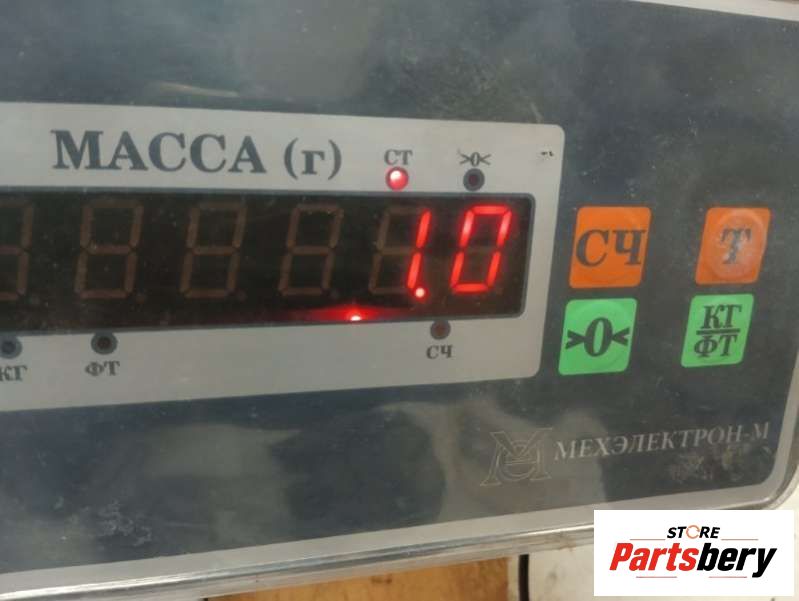 МАССА (г)
СТ
>0<
1.0
КГ
ФТ
СЧ
СЧ
Т
>0<
КГ
ФТ
МЕХЭЛЕКТРОН-М
STORE
Partsbery